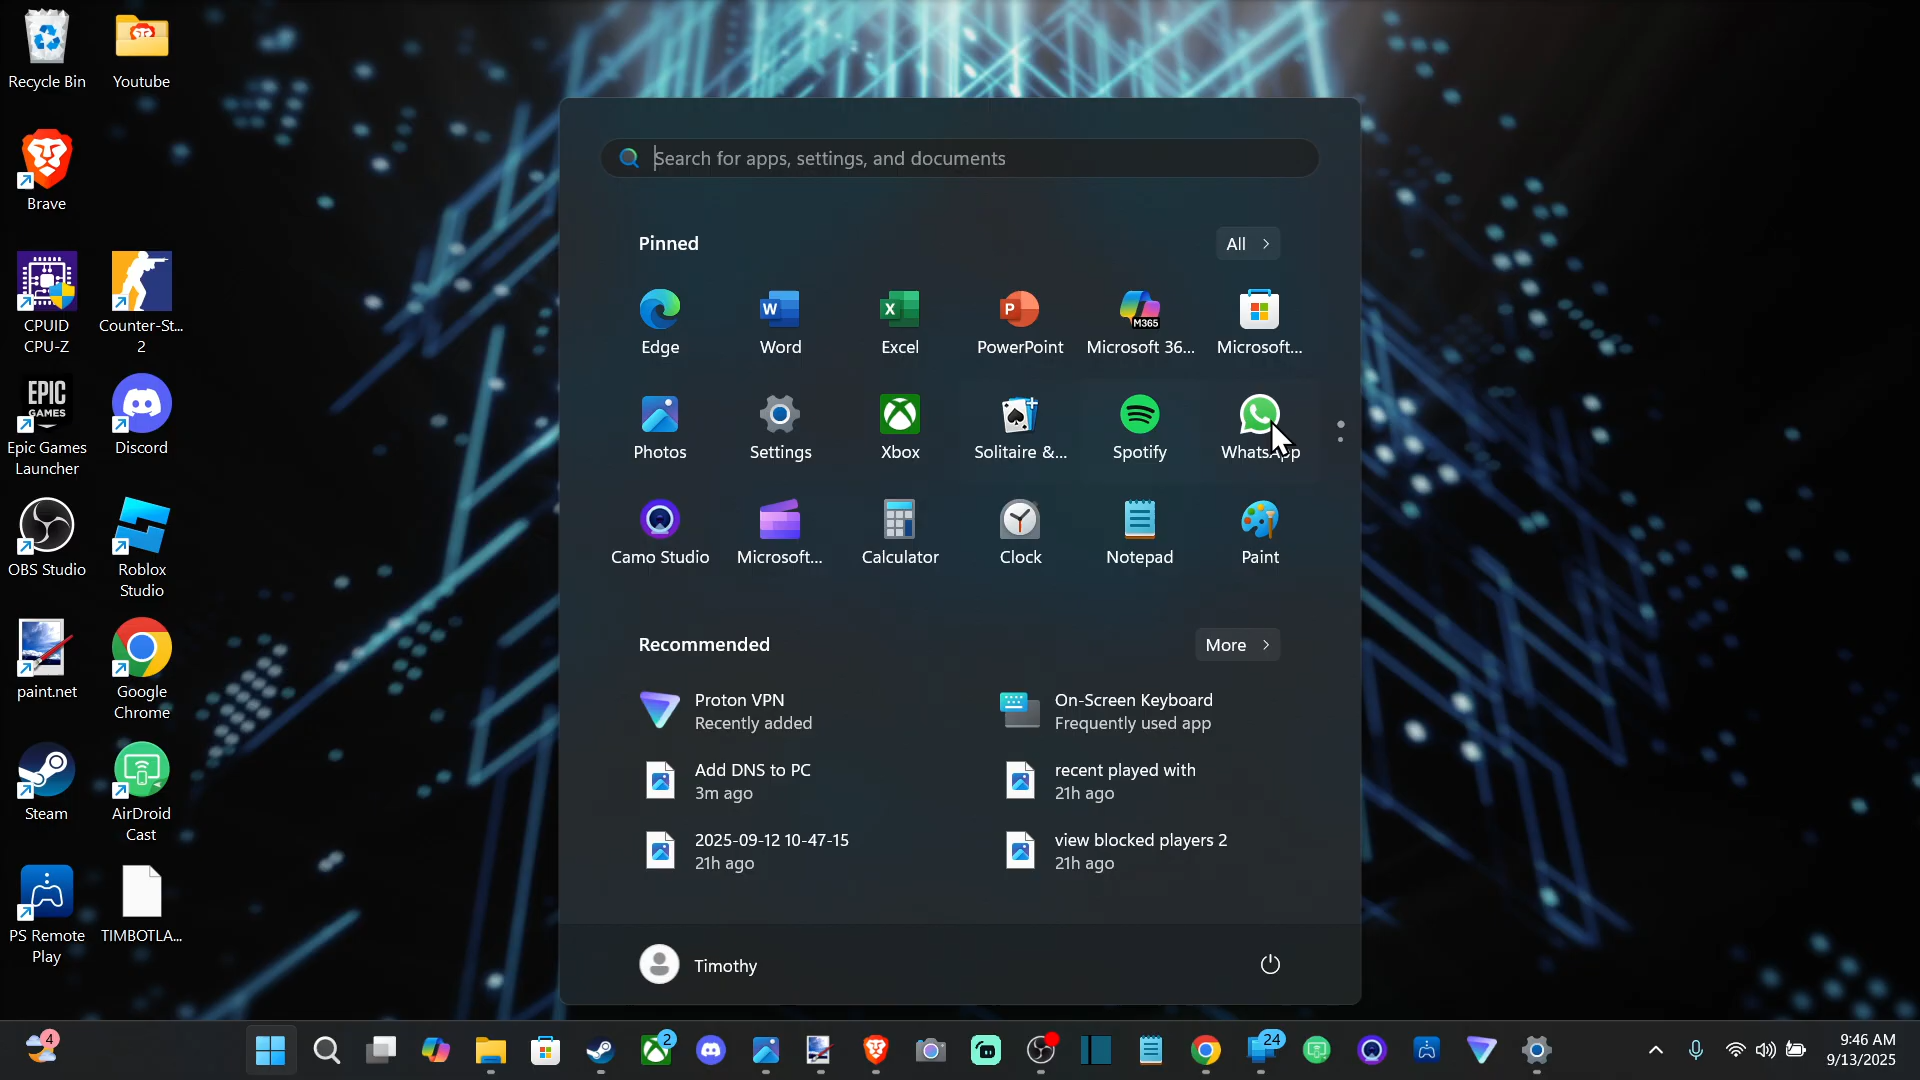 Recycle Bin
Youtube
Brave
CPUID
CPU-Z
Counter-St...
2
EPIC
GAMES
Epic Games
Launcher
Discord
OBS Studio
Roblox
Studio
paint.net
Google
Chrome
Steam
AirDroid
Cast
PS Remote
Play
TIMBOTLA...
Search for apps, settings, and documents
Pinned
All
Edge
Word
Excel
PowerPoint
M365
Microsoft 36...
Microsoft...
Photos
Settings
Xbox
Solitaire &...
Spotify
WhatsApp
Camo Studio
Microsoft...
Calculator
Clock
Notepad
Paint
Recommended
More
Proton VPN
Recently added
On-Screen Keyboard
Frequently used app
Add DNS to PC
3m ago
recent played with
21h ago
2025-09-12 10-47-15
21h ago
view blocked players 2
21h ago
Timothy
4
2
24
9:46 AM
9/13/2025